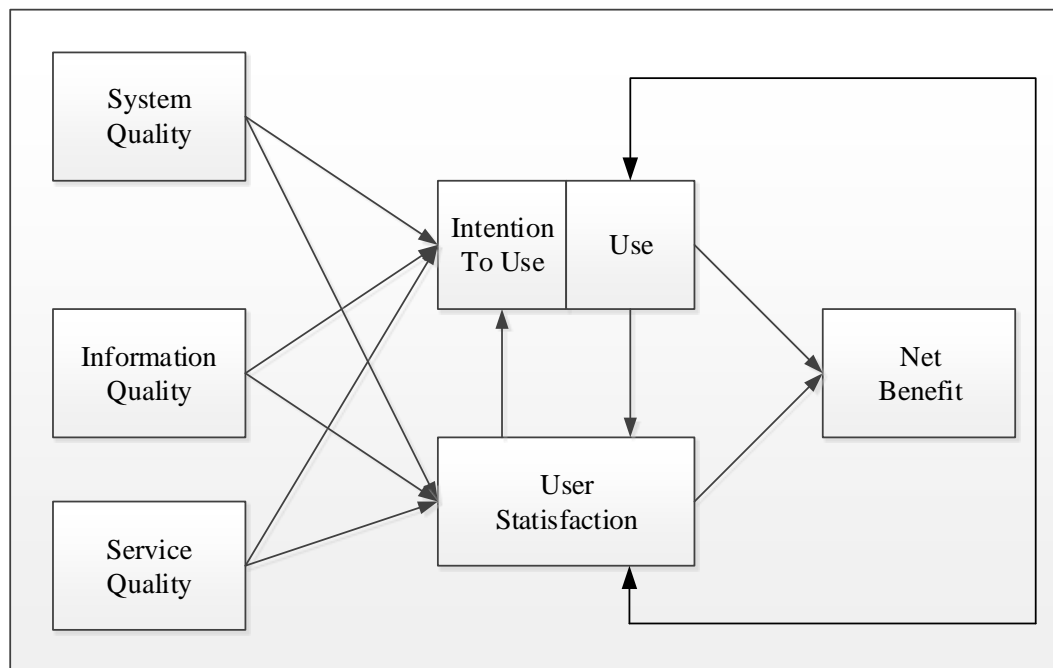 System
Quality
Information
Quality
Service
Quality
Intention
To Use
Use
User
Statisfaction
Net
Benefit